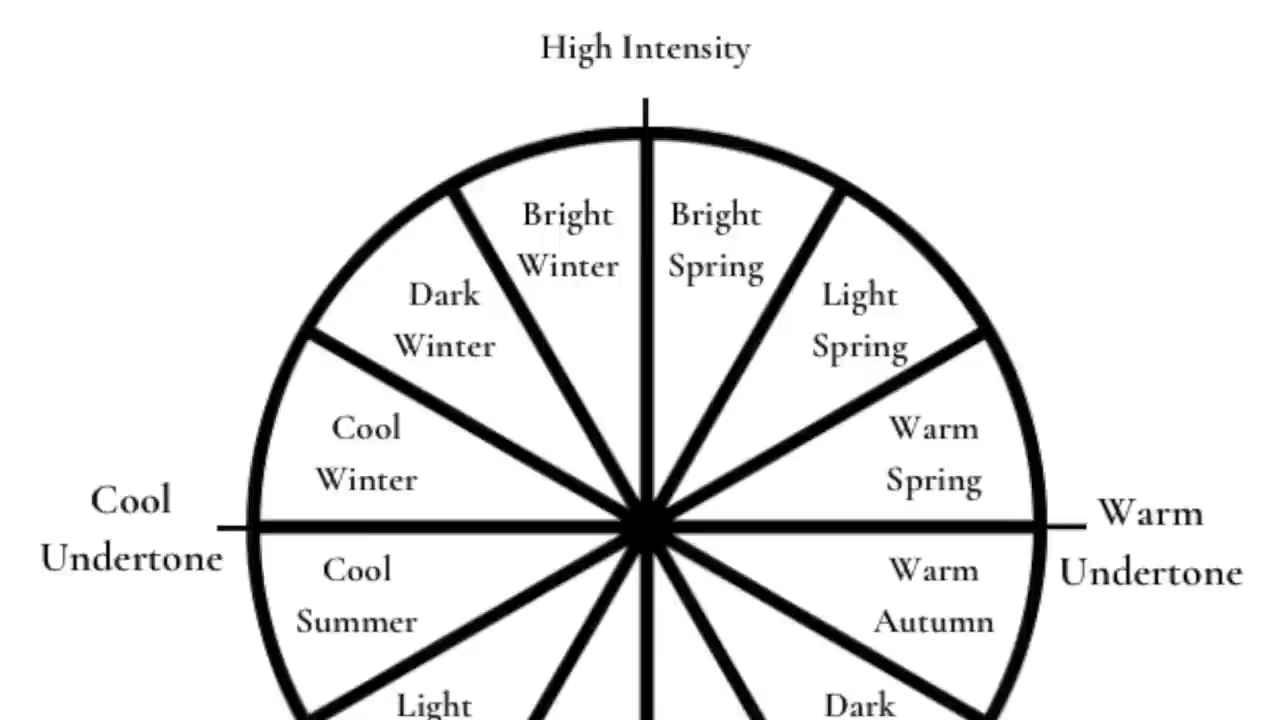 High Intensity
Bright
Winter
Bright
Spring
Dark
Winter
Light
Spring
Cool
Winter
Warm
Spring
Cool
Undertone
Warm
Undertone
Cool
Summer
Warm
Autumn
Light
Dark